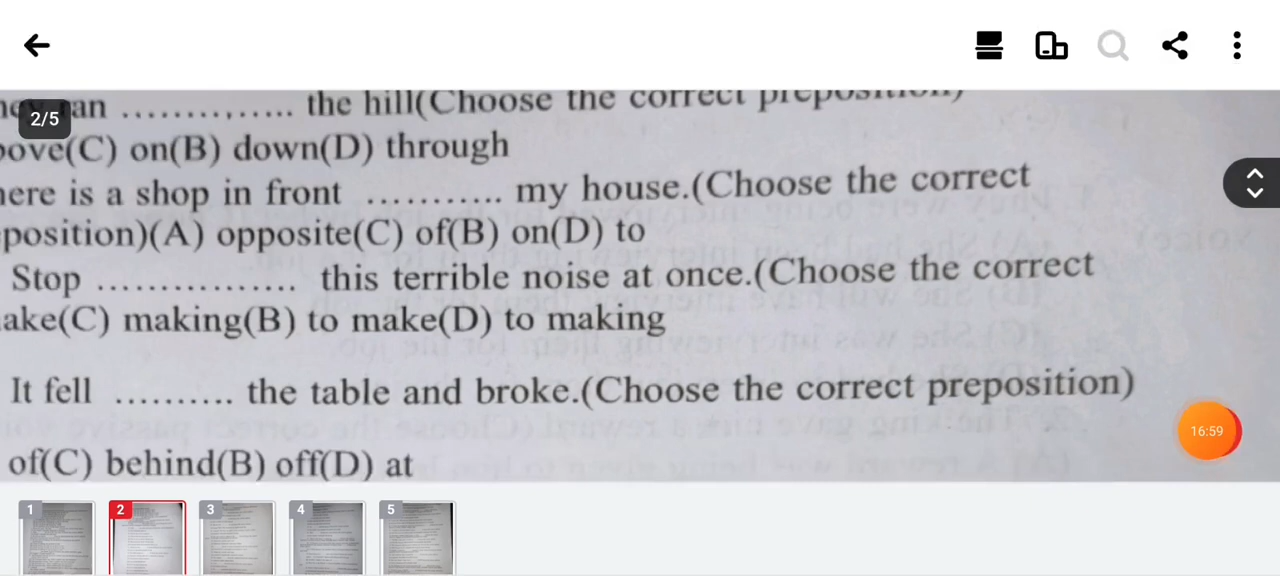 2/5
ran ............... the hill(Choose the correct preposition)
ove(C) on(B) down(D) through
here is a shop in front ............ my house.(Choose the correct
position)(A) opposite(C) of(B) on(D) to
Stop .................. this terrible noise at once.(Choose the correct
ake(C) making(B) to make(D) to making
It fell .......... the table and broke.(Choose the correct preposition)
of(C) behind(B) off(D) at
16:59
1 2 3 4 5